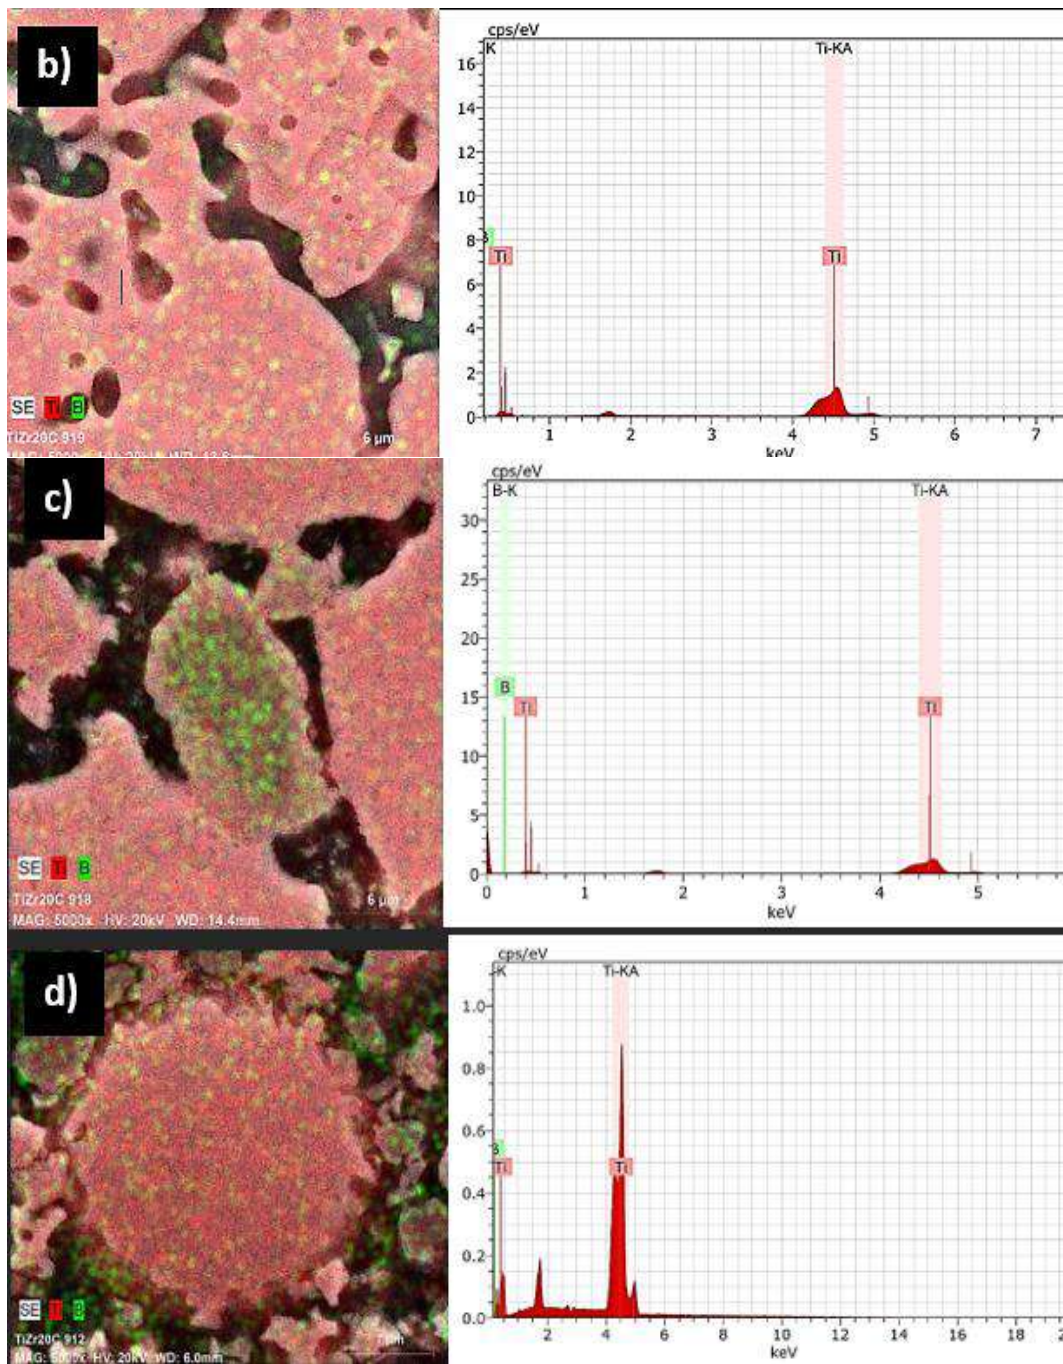 b)
SE Ti B
TiZr20C 919
6 µm
cps/eV
K Ti-KA
16
14
12
10
8
6
4
2
0
Ti Ti
1 2 3 4 5 6 7
keV
c)
SE B
TiZr20C 918
6 µm
MAG: 5000x HV: 20kV WD: 14.4mm
cps/eV
B-K Ti-KA
30
25
20
15
10
5
0
B
Ti Ti
0 1 2 3 4 5
keV
d)
SE B
TiZr20C 912
MAG: 5000x HV: 20kV WD: 6.0mm
cps/eV
-K Ti-KA
1.0
0.8
0.6
0.4
0.2
0.0
Ti Ti
2 4 6 8 10 12 14 16 18
keV